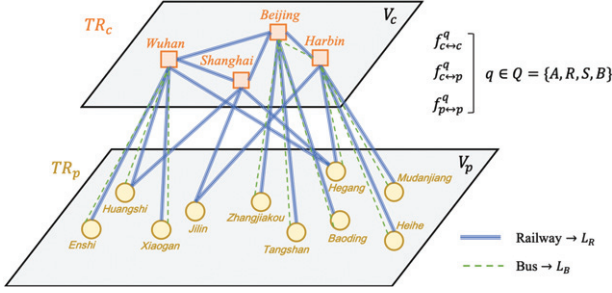 TR_c
V_c
Beijing
Wuhan
Harbin
Shanghai
f^q_{c↔c}
f^q_{c↔p}
f^q_{p↔p}
q ∈ Q = {A, R, S, B}
TR_p
V_p
Hegang
Mudanjiang
Huangshi
Jilin
Zhangjiakou
Enshi
Xiaogan
Tangshan
Baoding
Heihe
Railway → L_R
Bus → L_B